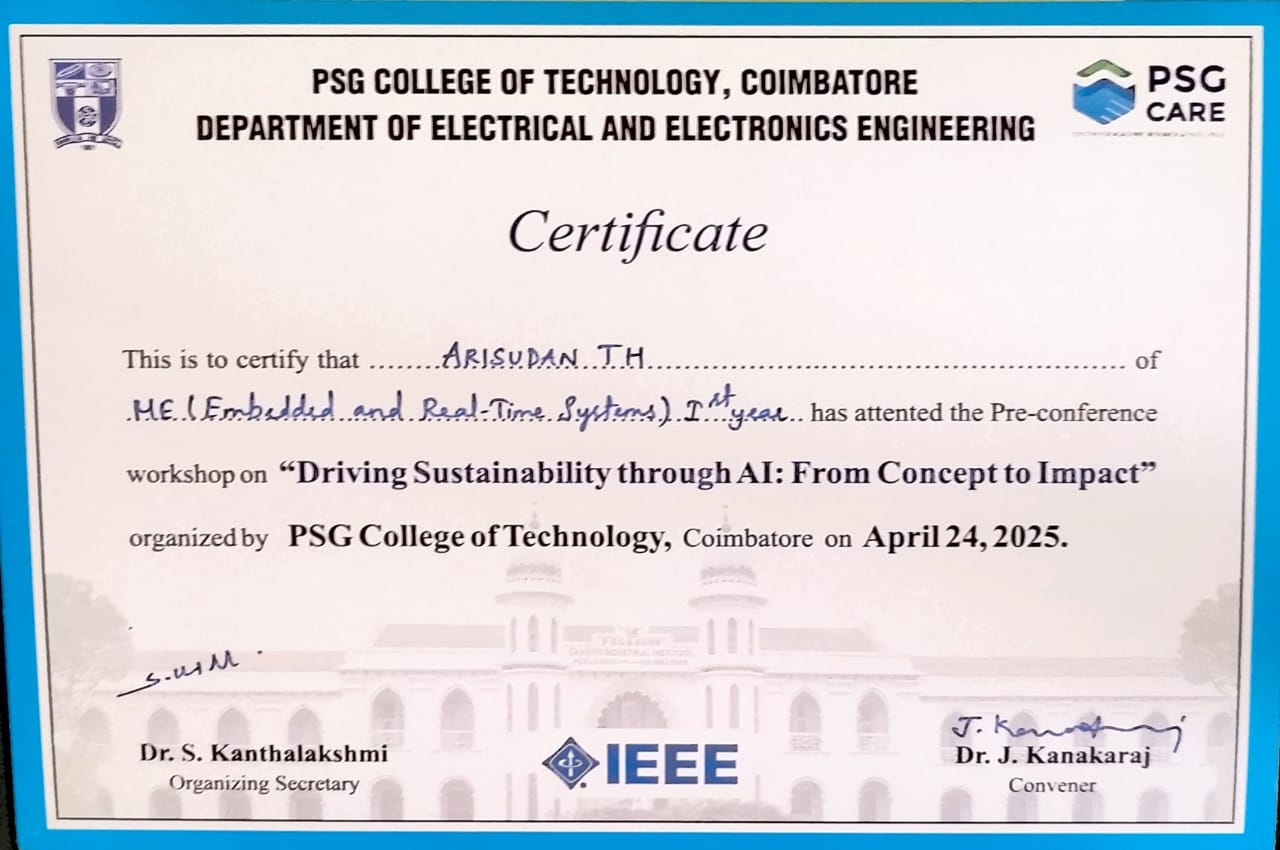 PSG COLLEGE OF TECHNOLOGY, COIMBATORE
DEPARTMENT OF ELECTRICAL AND ELECTRONICS ENGINEERING
PSG
CARE
Certificate
This is to certify that ........ARISUDAN TH........ of
ME (Embedded and Real-Time Systems) Ist year.. has attented the Pre-conference
workshop on “Driving Sustainability through AI: From Concept to Impact”
organized by PSG College of Technology, Coimbatore on April 24, 2025.
J. Kanakaraj
Dr. S. Kanthalakshmi
Organizing Secretary
IEEE
Dr. J. Kanakaraj
Convener